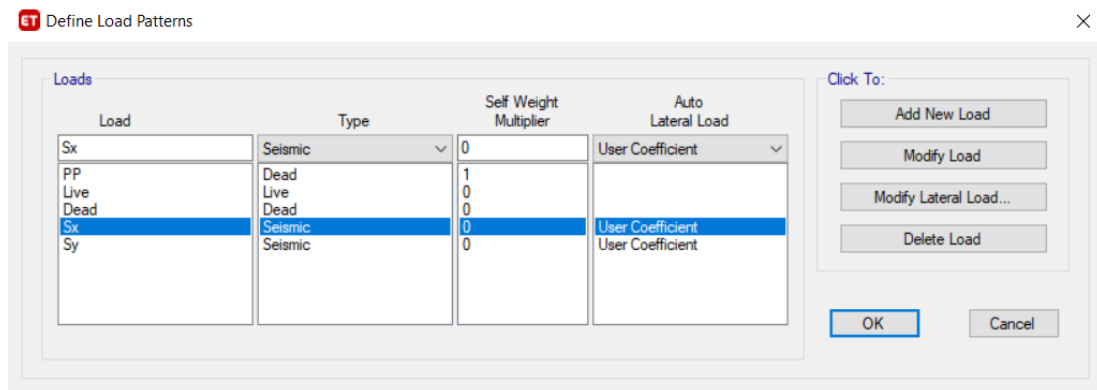 ET Define Load Patterns
Loads
Click To:
Load Type Self Weight Multiplier Auto Lateral Load
Sx Seismic 0 User Coefficient
PP Dead 1
Live Live 0
Dead Dead 0
Sx Seismic 0 User Coefficient
Sy Seismic 0 User Coefficient
Add New Load
Modify Load
Modify Lateral Load...
Delete Load
OK Cancel